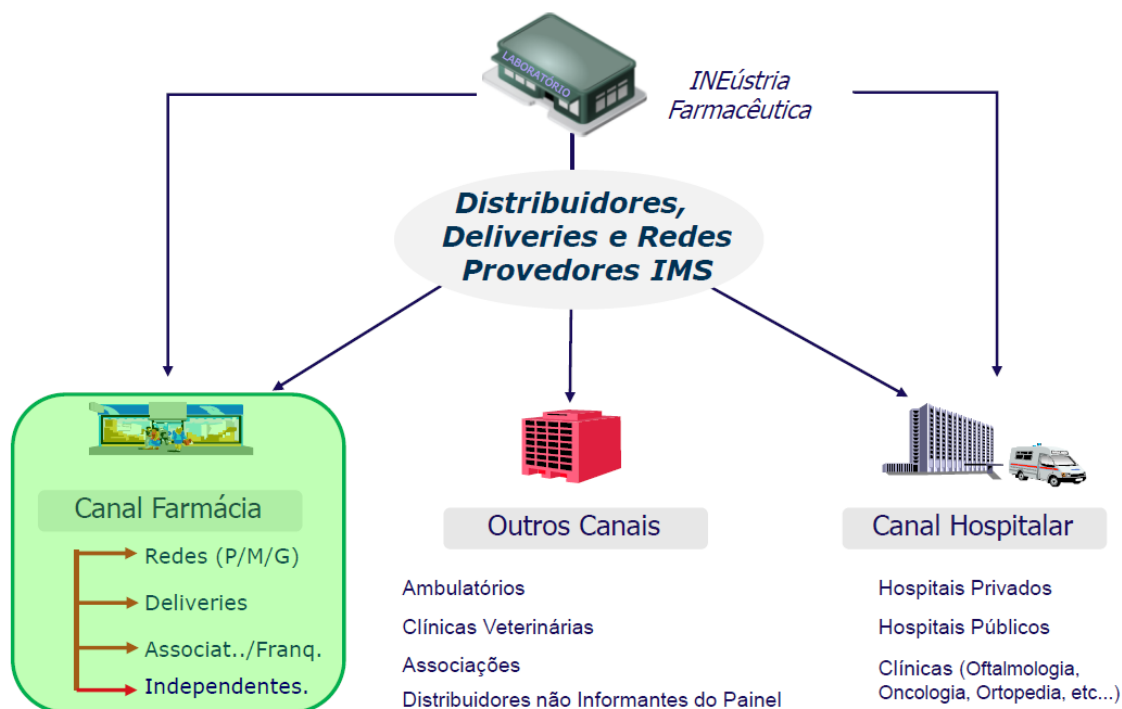 LABORATÓRIO
INEústria
Farmacêutica
Distribuidores,
Deliveries e Redes
Provedores IMS
Canal Farmácia
Redes (P/M/G)
Deliveries
Associat../Franq.
Independentes.
Outros Canais
Ambulatórios
Clínicas Veterinárias
Associações
Distribuidores não Informantes do Painel
Canal Hospitalar
Hospitais Privados
Hospitais Públicos
Clínicas (Oftalmologia,
Oncologia, Ortopedia, etc...)